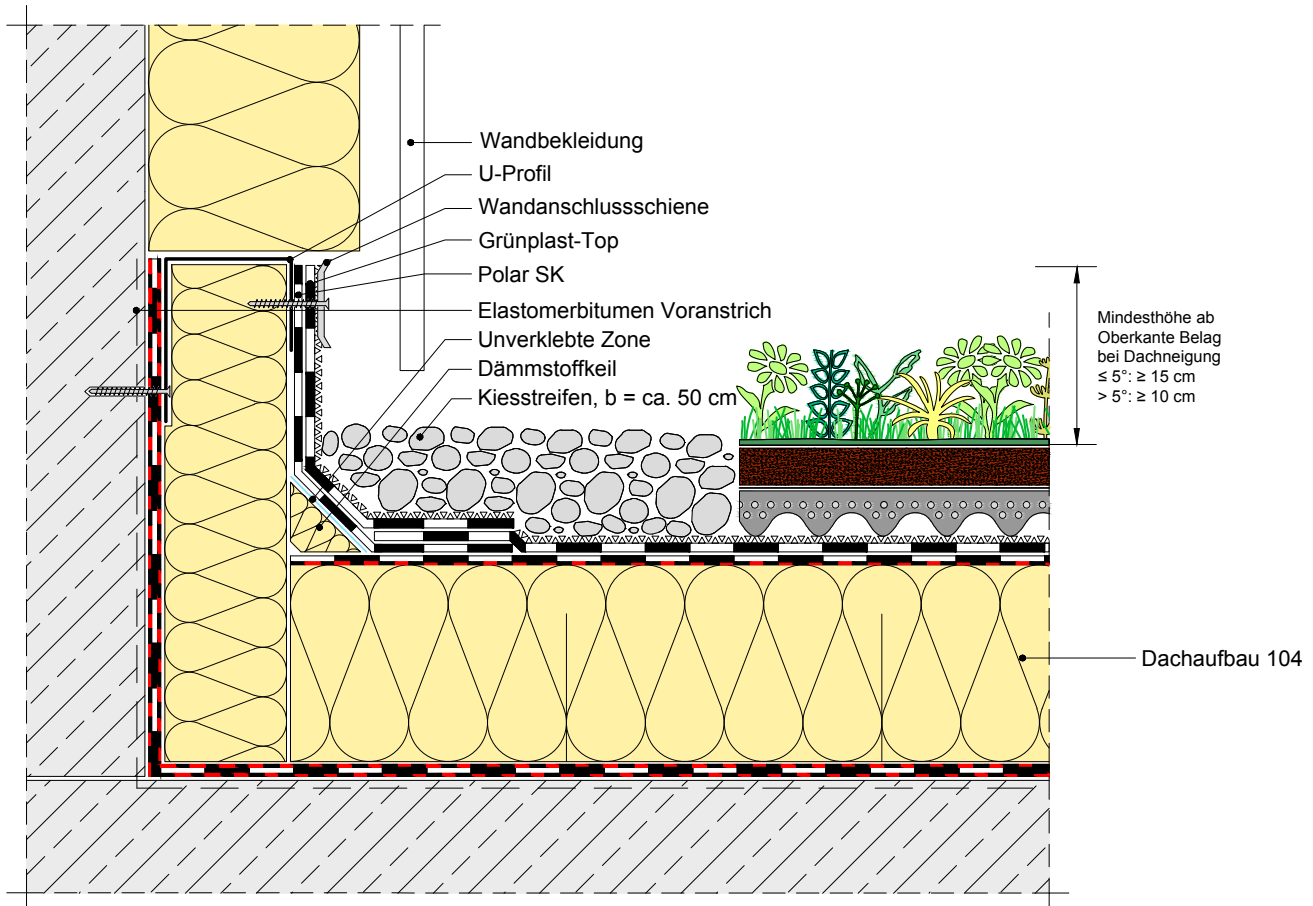 Wandbekleidung
U-Profil
Wandanschlussschiene
Grünplast-Top
Polar SK
Elastomerbitumen Voranstrich
Unverklebte Zone
Dämmstoffkeil
Kiesstreifen, b = ca. 50 cm
Mindesthöhe ab
Oberkante Belag
bei Dachneigung
≤ 5°: ≥ 15 cm
> 5°: ≥ 10 cm
Dachaufbau 104